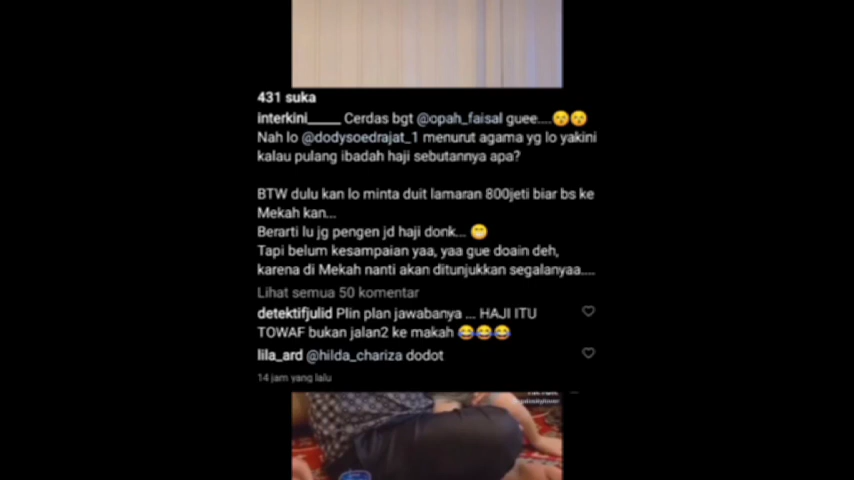 431 suka
interkini_____ Cerdas bgt @opah_faisal guee....😚😚
Nah lo @dodysoedrajat_1 menurut agama yg lo yakini
kalau pulang ibadah haji sebutannya apa?
BTW dulu kan lo minta duit lamaran 800jeti biar bs ke
Mekah kan...
Berarti lu jg pengen jd haji donk... 😁
Tapi belum kesampaian yaa, yaa gue doain deh,
karena di Mekah nanti akan ditunjukkan segalanyaa....
Lihat semua 50 komentar
detektifjulid Plin plan jawabanya ... HAJI ITU
TOWAF bukan jalan2 ke makah 😂😂😂
lila_ard @hilda_chariza dodot
14 jam yang lalu